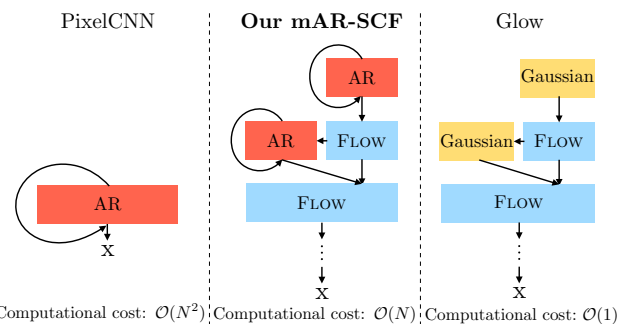 PixelCNN
AR
x
Computational cost: O(N²)
Our mAR-SCF
AR
AR
FLOW
FLOW
x
Computational cost: O(N)
Glow
Gaussian
Gaussian
FLOW
FLOW
x
Computational cost: O(1)